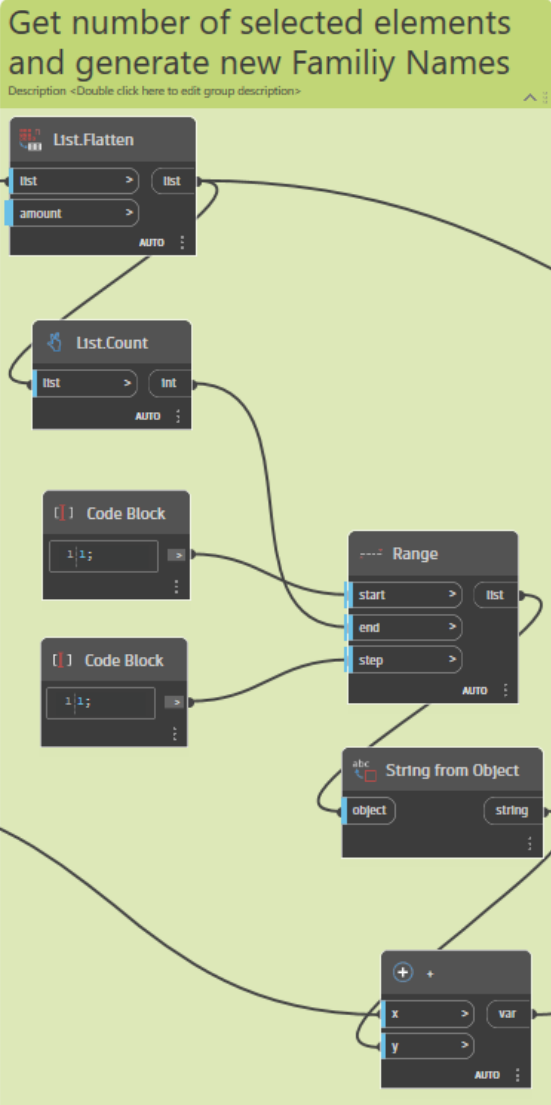 Get number of selected elements
and generate new Familiy Names
Description <Double click here to edit group description>
List.Flatten
list > list
amount >
AUTO
List.Count
list > int
AUTO
[ ] Code Block
1 1; >
Range
start > list
end >
[ ] Code Block
step >
1 1; >
AUTO
abc
String from Object
object string
+
x > var
y >
AUTO